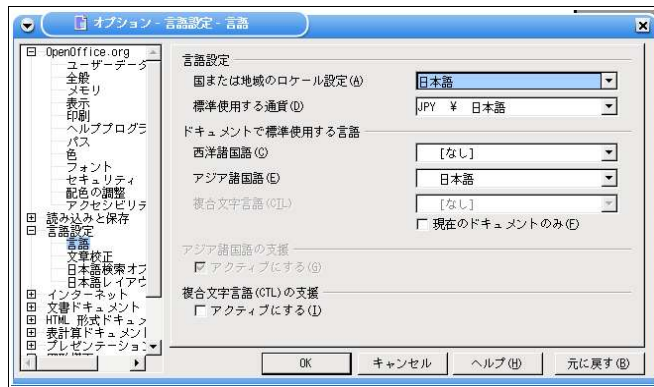 オプション - 言語設定 - 言語
OpenOffice.org
ユーザーデータ
全般
メモリ
表示
印刷
ヘルププログラ
パス
色
フォント
セキュリティ
配色の調整
アクセシビリテ
読み込みと保存
言語設定
言語
文章校正
日本語検索オプ
日本語レイアウ
インターネット
文書ドキュメント
HTML 形式ドキュメ
表計算ドキュメント
プレゼンテーション
言語設定
国または地域のロケール設定(A) 日本語
標準使用する通貨(D) JPY ¥ 日本語
ドキュメントで標準使用する言語
西洋諸国語(C) [なし]
アジア諸国語(E) 日本語
複合文字言語(CTL) [なし]
現在のドキュメントのみ(F)
アジア諸国語の支援
アクティブにする(G)
複合文字言語(CTL)の支援
アクティブにする(I)
OK キャンセル ヘルプ(H) 元に戻す(B)